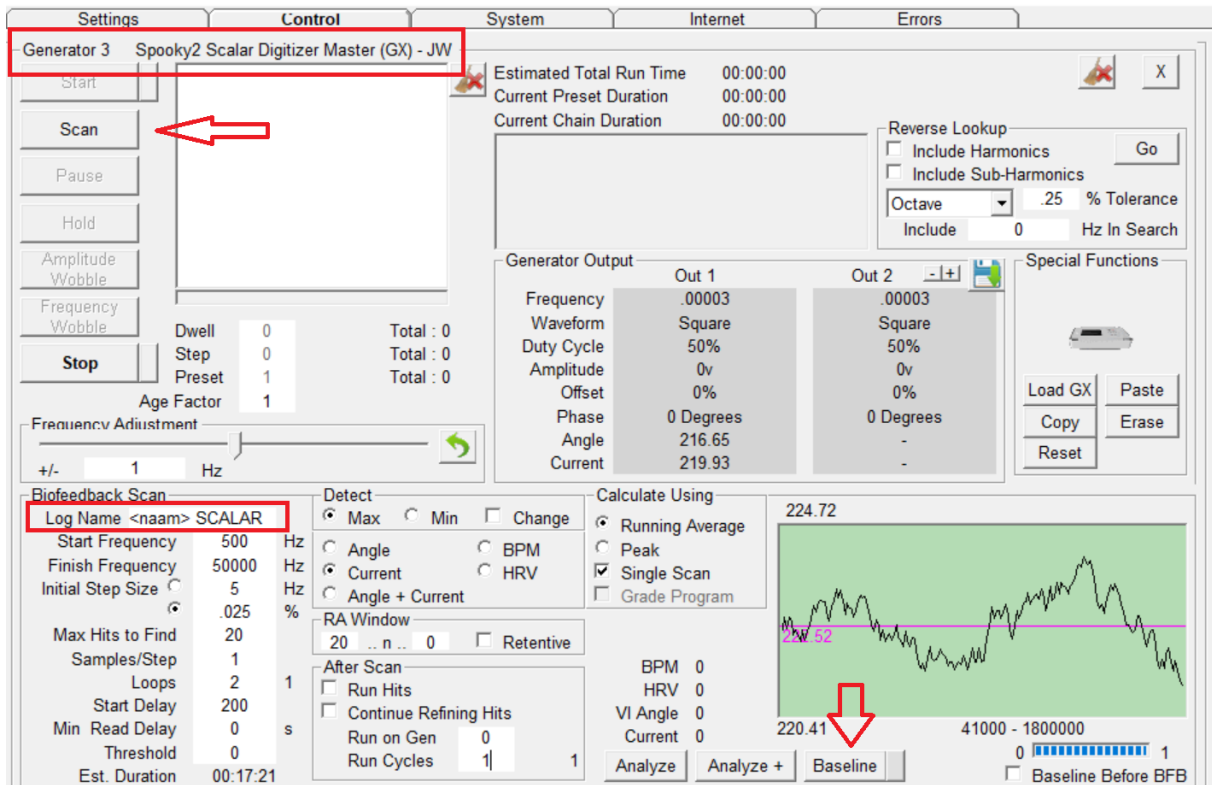 Settings Control System Internet Errors
Generator 3 Spooky2 Scalar Digitizer Master (GX) - JW
Start
Scan
Pause
Hold
Amplitude
Wobble
Frequency
Wobble
Stop
Dwell 0 Total : 0
Step 0 Total : 0
Preset 1 Total : 0
Age Factor 1
Estimated Total Run Time 00:00:00
Current Preset Duration 00:00:00
Current Chain Duration 00:00:00
X
Reverse Lookup
Include Harmonics
Go
Include Sub-Harmonics
Octave .25 % Tolerance
Include 0 Hz In Search
Generator Output
Out 1 Out 2 - +
Frequency .00003 .00003
Waveform Square Square
Duty Cycle 50% 50%
Amplitude 0v 0v
Offset 0% 0%
Phase 0 Degrees 0 Degrees
Angle 216.65 -
Current 219.93 -
Special Functions
Load GX Paste
Copy Erase
Reset
Frequency Adjustment
+/- 1 Hz
Biofeedback Scan
Log Name <naam> SCALAR
Start Frequency 500 Hz
Finish Frequency 50000 Hz
Initial Step Size 5 Hz
.025 %
Max Hits to Find 20
Samples/Step 1
Loops 2 1
Start Delay 200
Min Read Delay 0 s
Threshold 0
Est. Duration 00:17:21
Detect
Max Min Change
Angle BPM
Current HRV
Angle + Current
RA Window
20 .. n .. 0 Retentive
After Scan
Run Hits
Continue Refining Hits
Run on Gen 0
Run Cycles 1 1
Calculate Using
Running Average
Peak
Single Scan
Grade Program
BPM 0
HRV 0
VI Angle 0
Current 0
Analyze Analyze + Baseline
224.72
220.41 41000 - 1800000
0 1
Baseline Before BFB